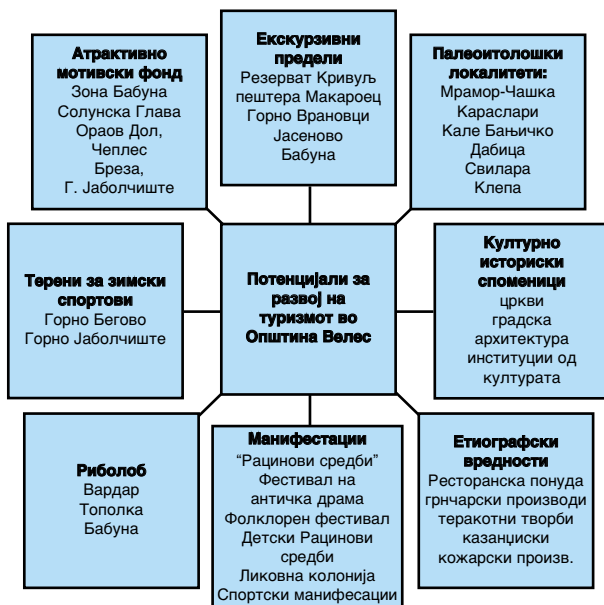 Атрактивно
мотивски фонд
Зона Бабуна
Солунска Глава
Ораов Дол,
Чеплес
Бреза,
Г. Јаболчиште
Екскурзивни
предели
Резерват Кривуљ
пештера Макароец
Горно Врановци
Јасеново
Бабуна
Палеоитолошки
локалитети:
Мрамор-Чашка
Караслари
Кале Бањичко
Дабица
Свилара
Клепа
Терени за зимски
спортови
Горно Бегово
Горно Јаболчиште
Потенцијали за
развој на
туризмот во
Општина Велес
Културно
историски
споменици
цркви
градска
архитектура
институции од
културата
Риболоб
Вардар
Тополка
Бабуна
Манифестации
“Рацинови средби”
Фестивал на
античка драма
Фолклорен фестивал
Детски Рацинови
средби
Ликовна колонија
Спортски манифесации
Етиографски
вредности
Ресторанска понуда
грнчарски производи
теракотни творби
казанџиски
кожарски произв.